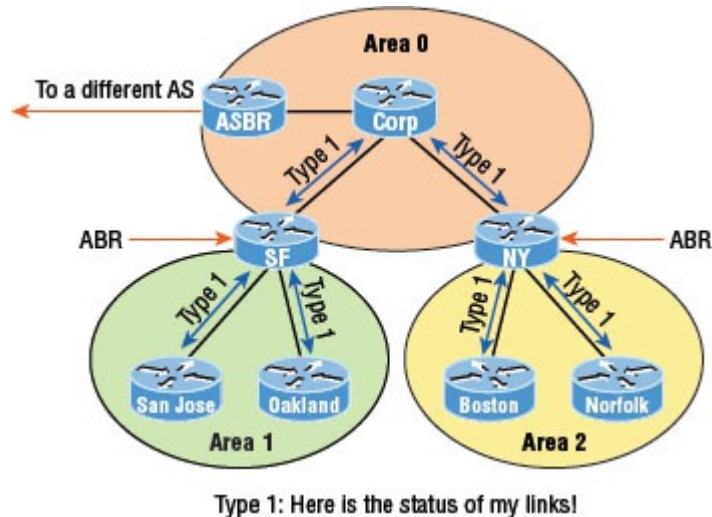 Area 0
To a different AS
ASBR
Corp
Type 1
Type 1
ABR
SF
NY
ABR
Type 1
Type 1
Type 1
Type 1
San Jose
Oakland
Boston
Norfolk
Area 1
Area 2
Type 1: Here is the status of my links!